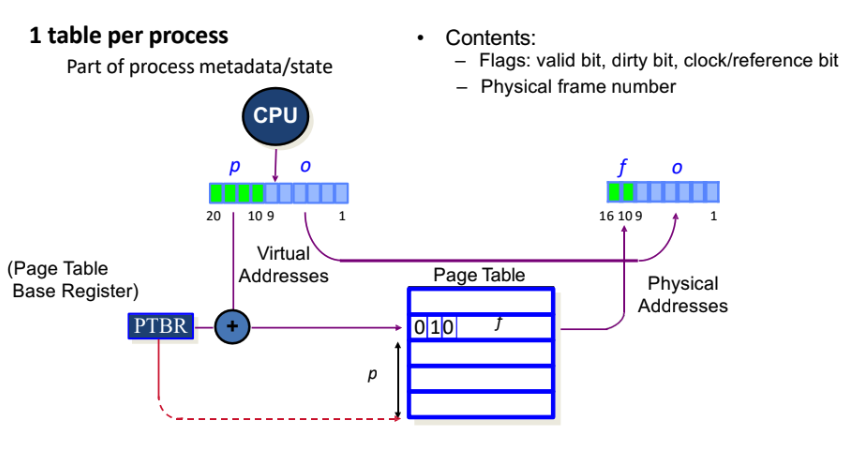 1 table per process
Part of process metadata/state
• Contents:
– Flags: valid bit, dirty bit, clock/reference bit
– Physical frame number
CPU
p o
20 10 9 1
f o
16 10 9 1
Virtual
Addresses
(Page Table
Base Register)
PTBR
+
Page Table
0 1 0 f
p
Physical
Addresses